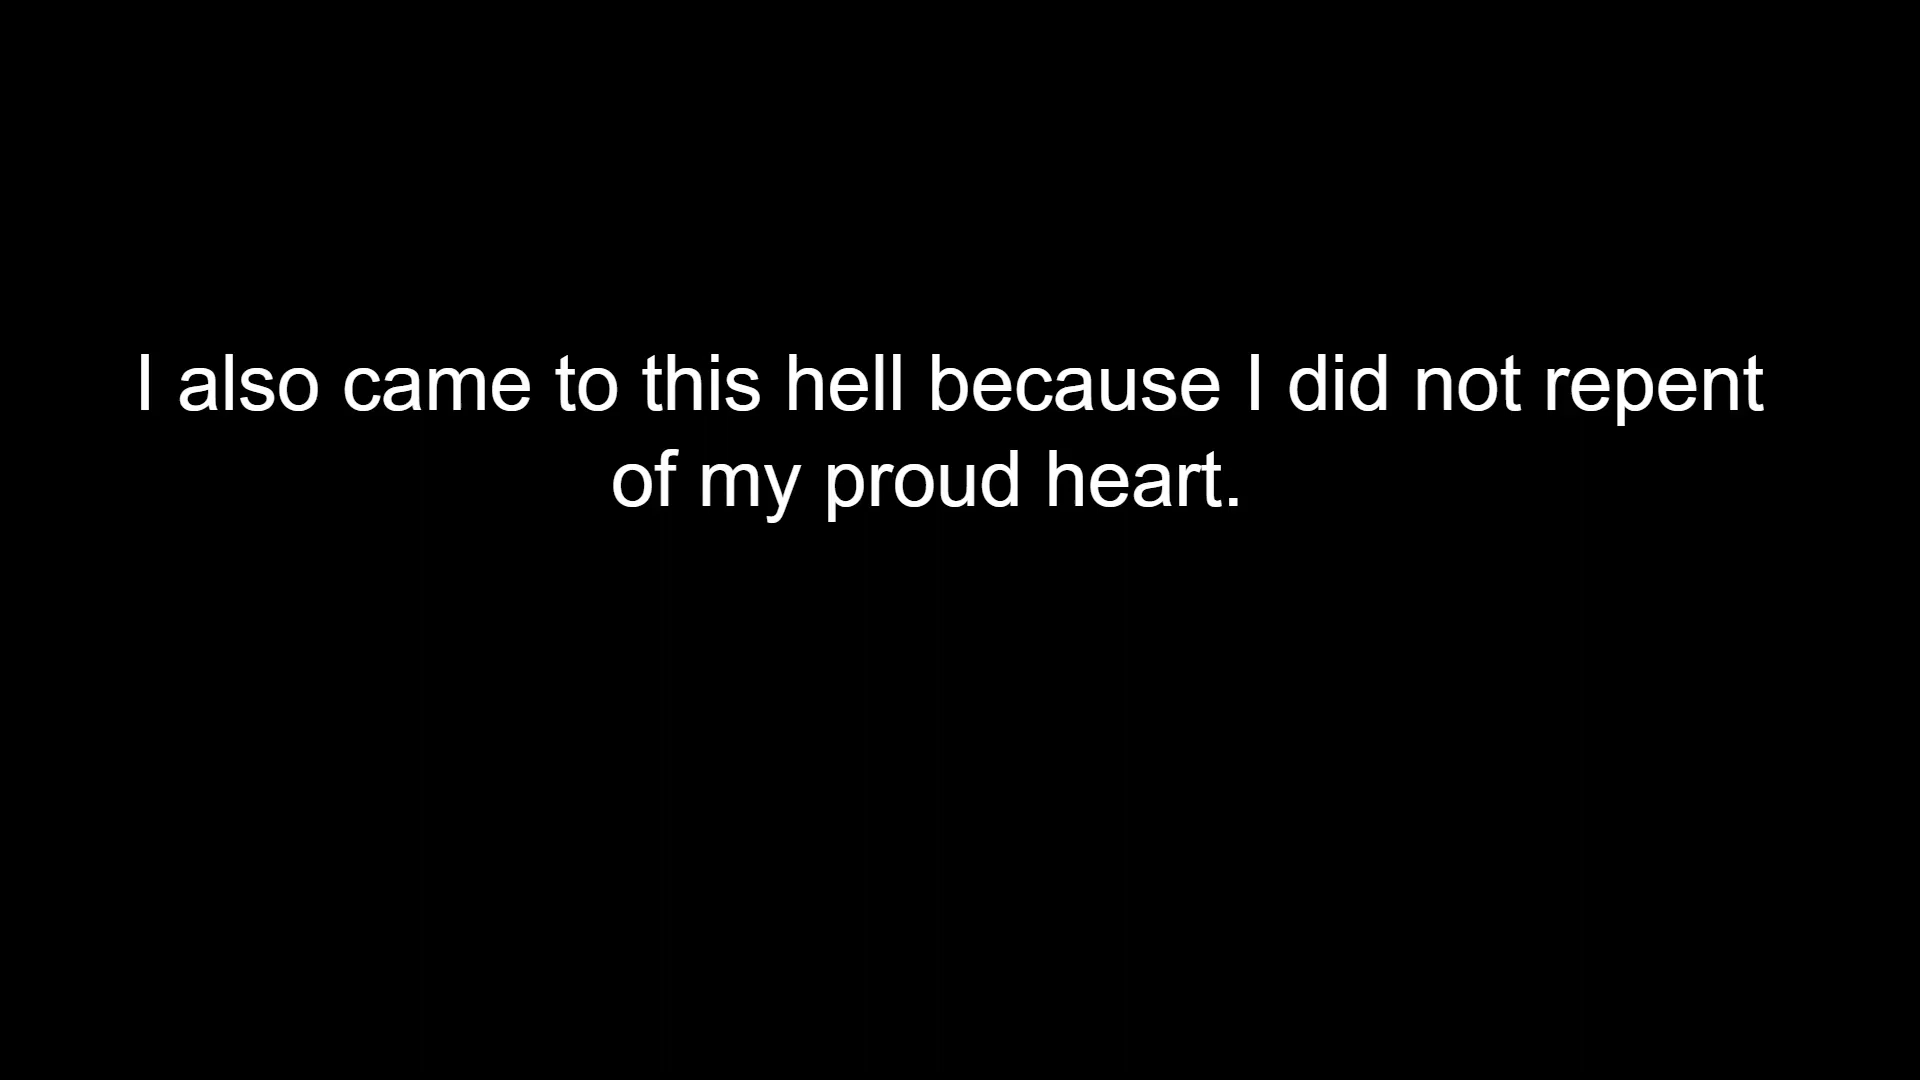 I also came to this hell because I did not repent
of my proud heart.